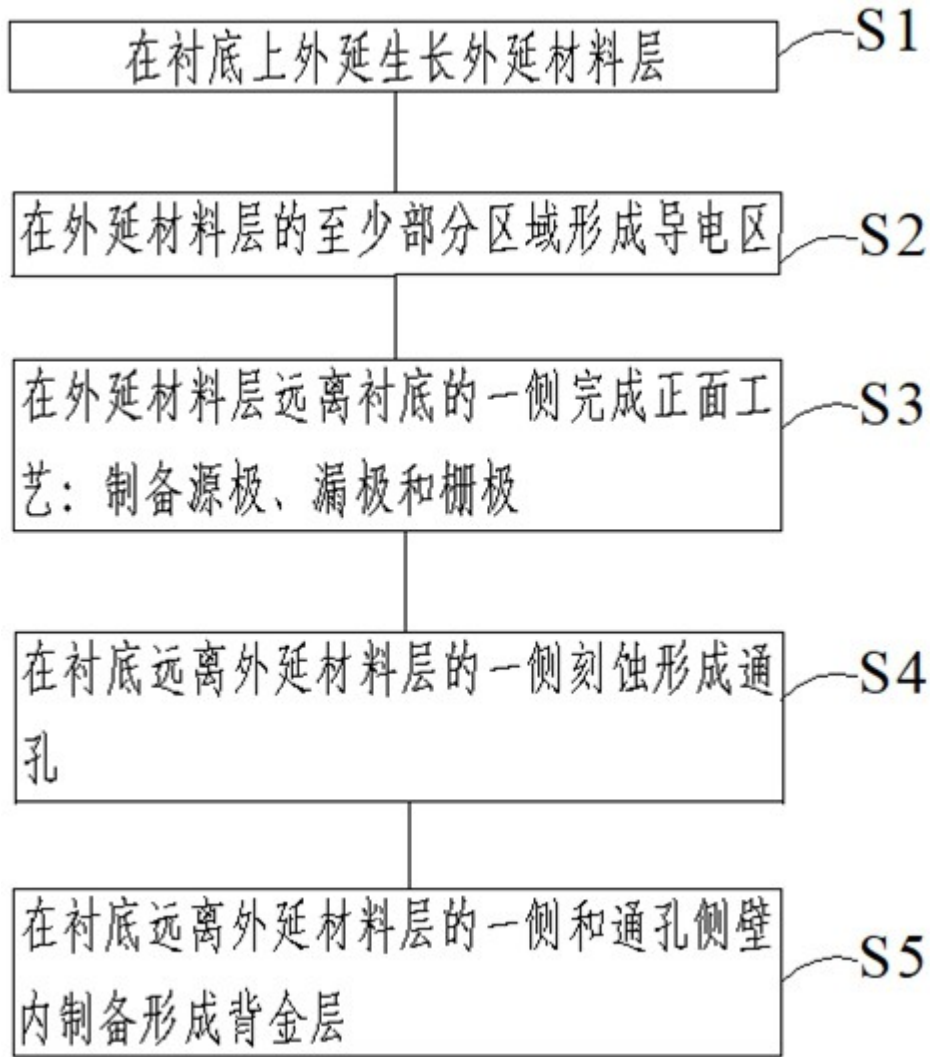 在衬底上外延生长外延材料层
S1
在外延材料层的至少部分区域形成导电区
S2
在外延材料层远离衬底的一侧完成正面工
艺：制备源极、漏极和栅极
S3
在衬底远离外延材料层的一侧刻蚀形成通
孔
S4
在衬底远离外延材料层的一侧和通孔侧壁
内制备形成背金层
S5